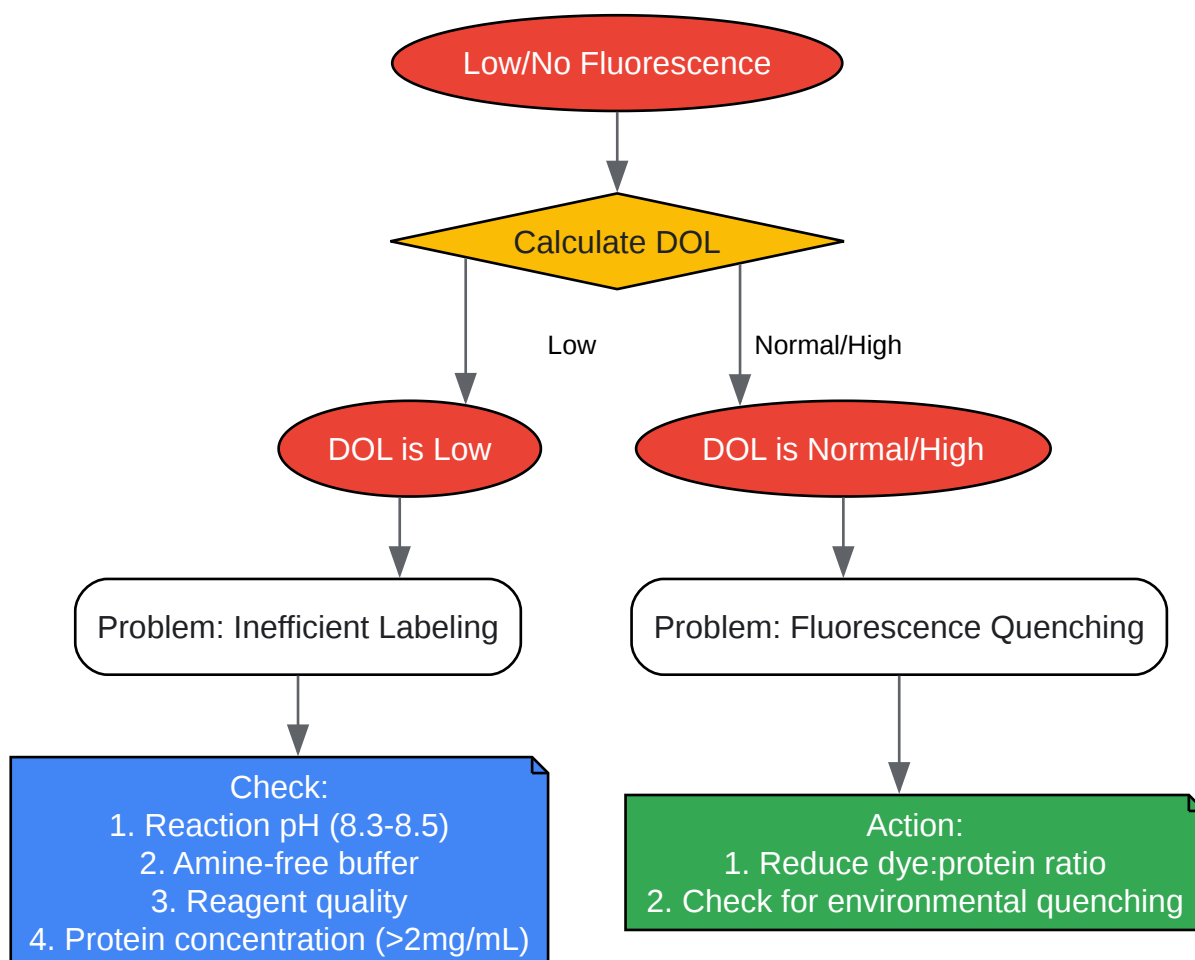 Low/No Fluorescence
Calculate DOL
Low
Normal/High
DOL is Low
DOL is Normal/High
Problem: Inefficient Labeling
Problem: Fluorescence Quenching
Check:
1. Reaction pH (8.3-8.5)
2. Amine-free buffer
3. Reagent quality
4. Protein concentration (>2mg/mL)
Action:
1. Reduce dye:protein ratio
2. Check for environmental quenching